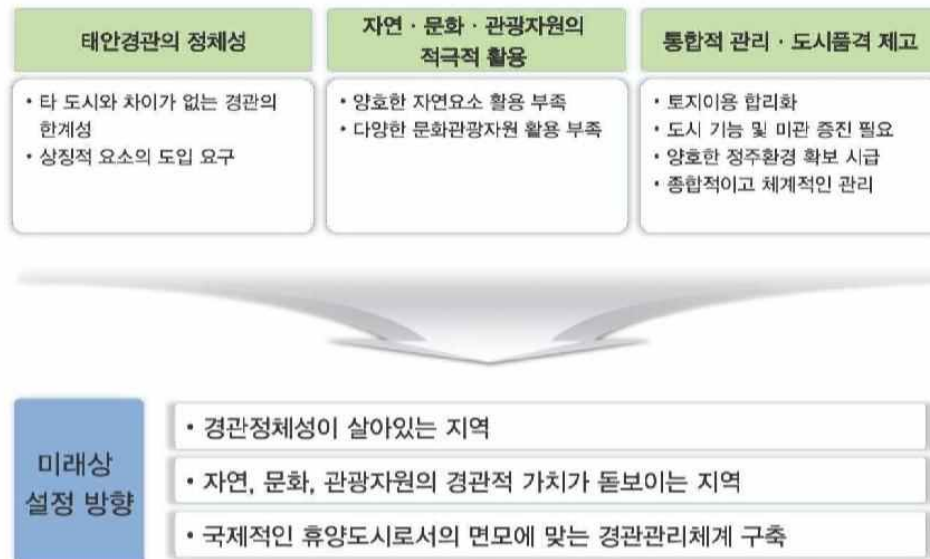 태안경관의 정체성
자연 · 문화 · 관광자원의
적극적 활용
통합적 관리 · 도시품격 제고
• 타 도시와 차이가 없는 경관의
한계성
• 상징적 요소의 도입 요구
• 양호한 자연요소 활용 부족
• 다양한 문화관광자원 활용 부족
• 토지이용 합리화
• 도시 기능 및 미관 증진 필요
• 양호한 정주환경 확보 시급
• 종합적이고 체계적인 관리
미래상
설정 방향
• 경관정체성이 살아있는 지역
• 자연, 문화, 관광자원의 경관적 가치가 돋보이는 지역
• 국제적인 휴양도시로서의 면모에 맞는 경관관리체계 구축